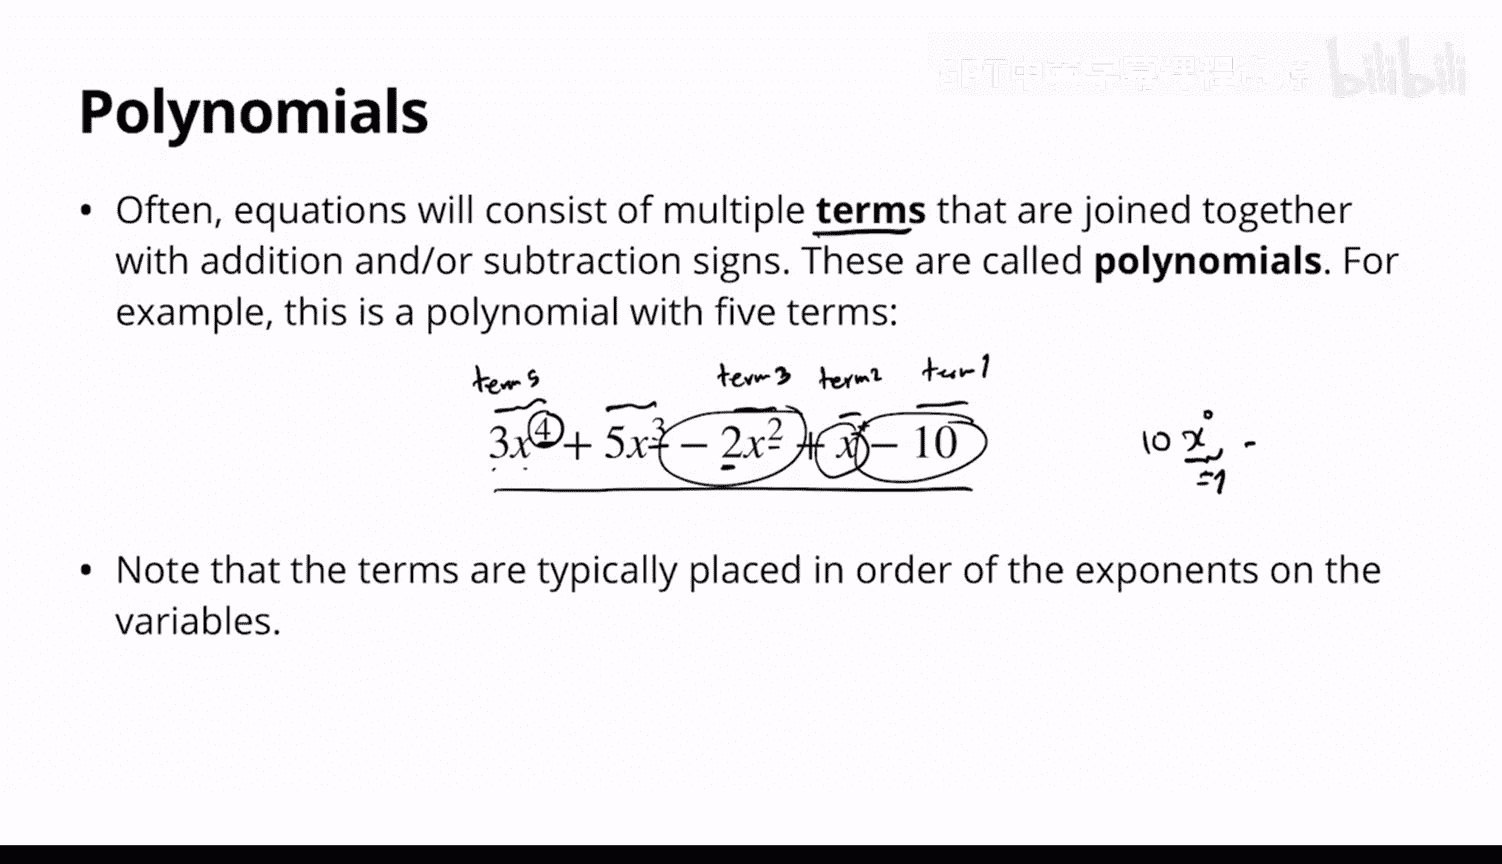 bilibili
Polynomials
• Often, equations will consist of multiple terms that are joined together
with addition and/or subtraction signs. These are called polynomials. For
example, this is a polynomial with five terms:
term 5 term 3 term 2 term 1
3x⁴ + 5x³ − 2x² + x − 10
10 x⁰
=1
• Note that the terms are typically placed in order of the exponents on the
variables.